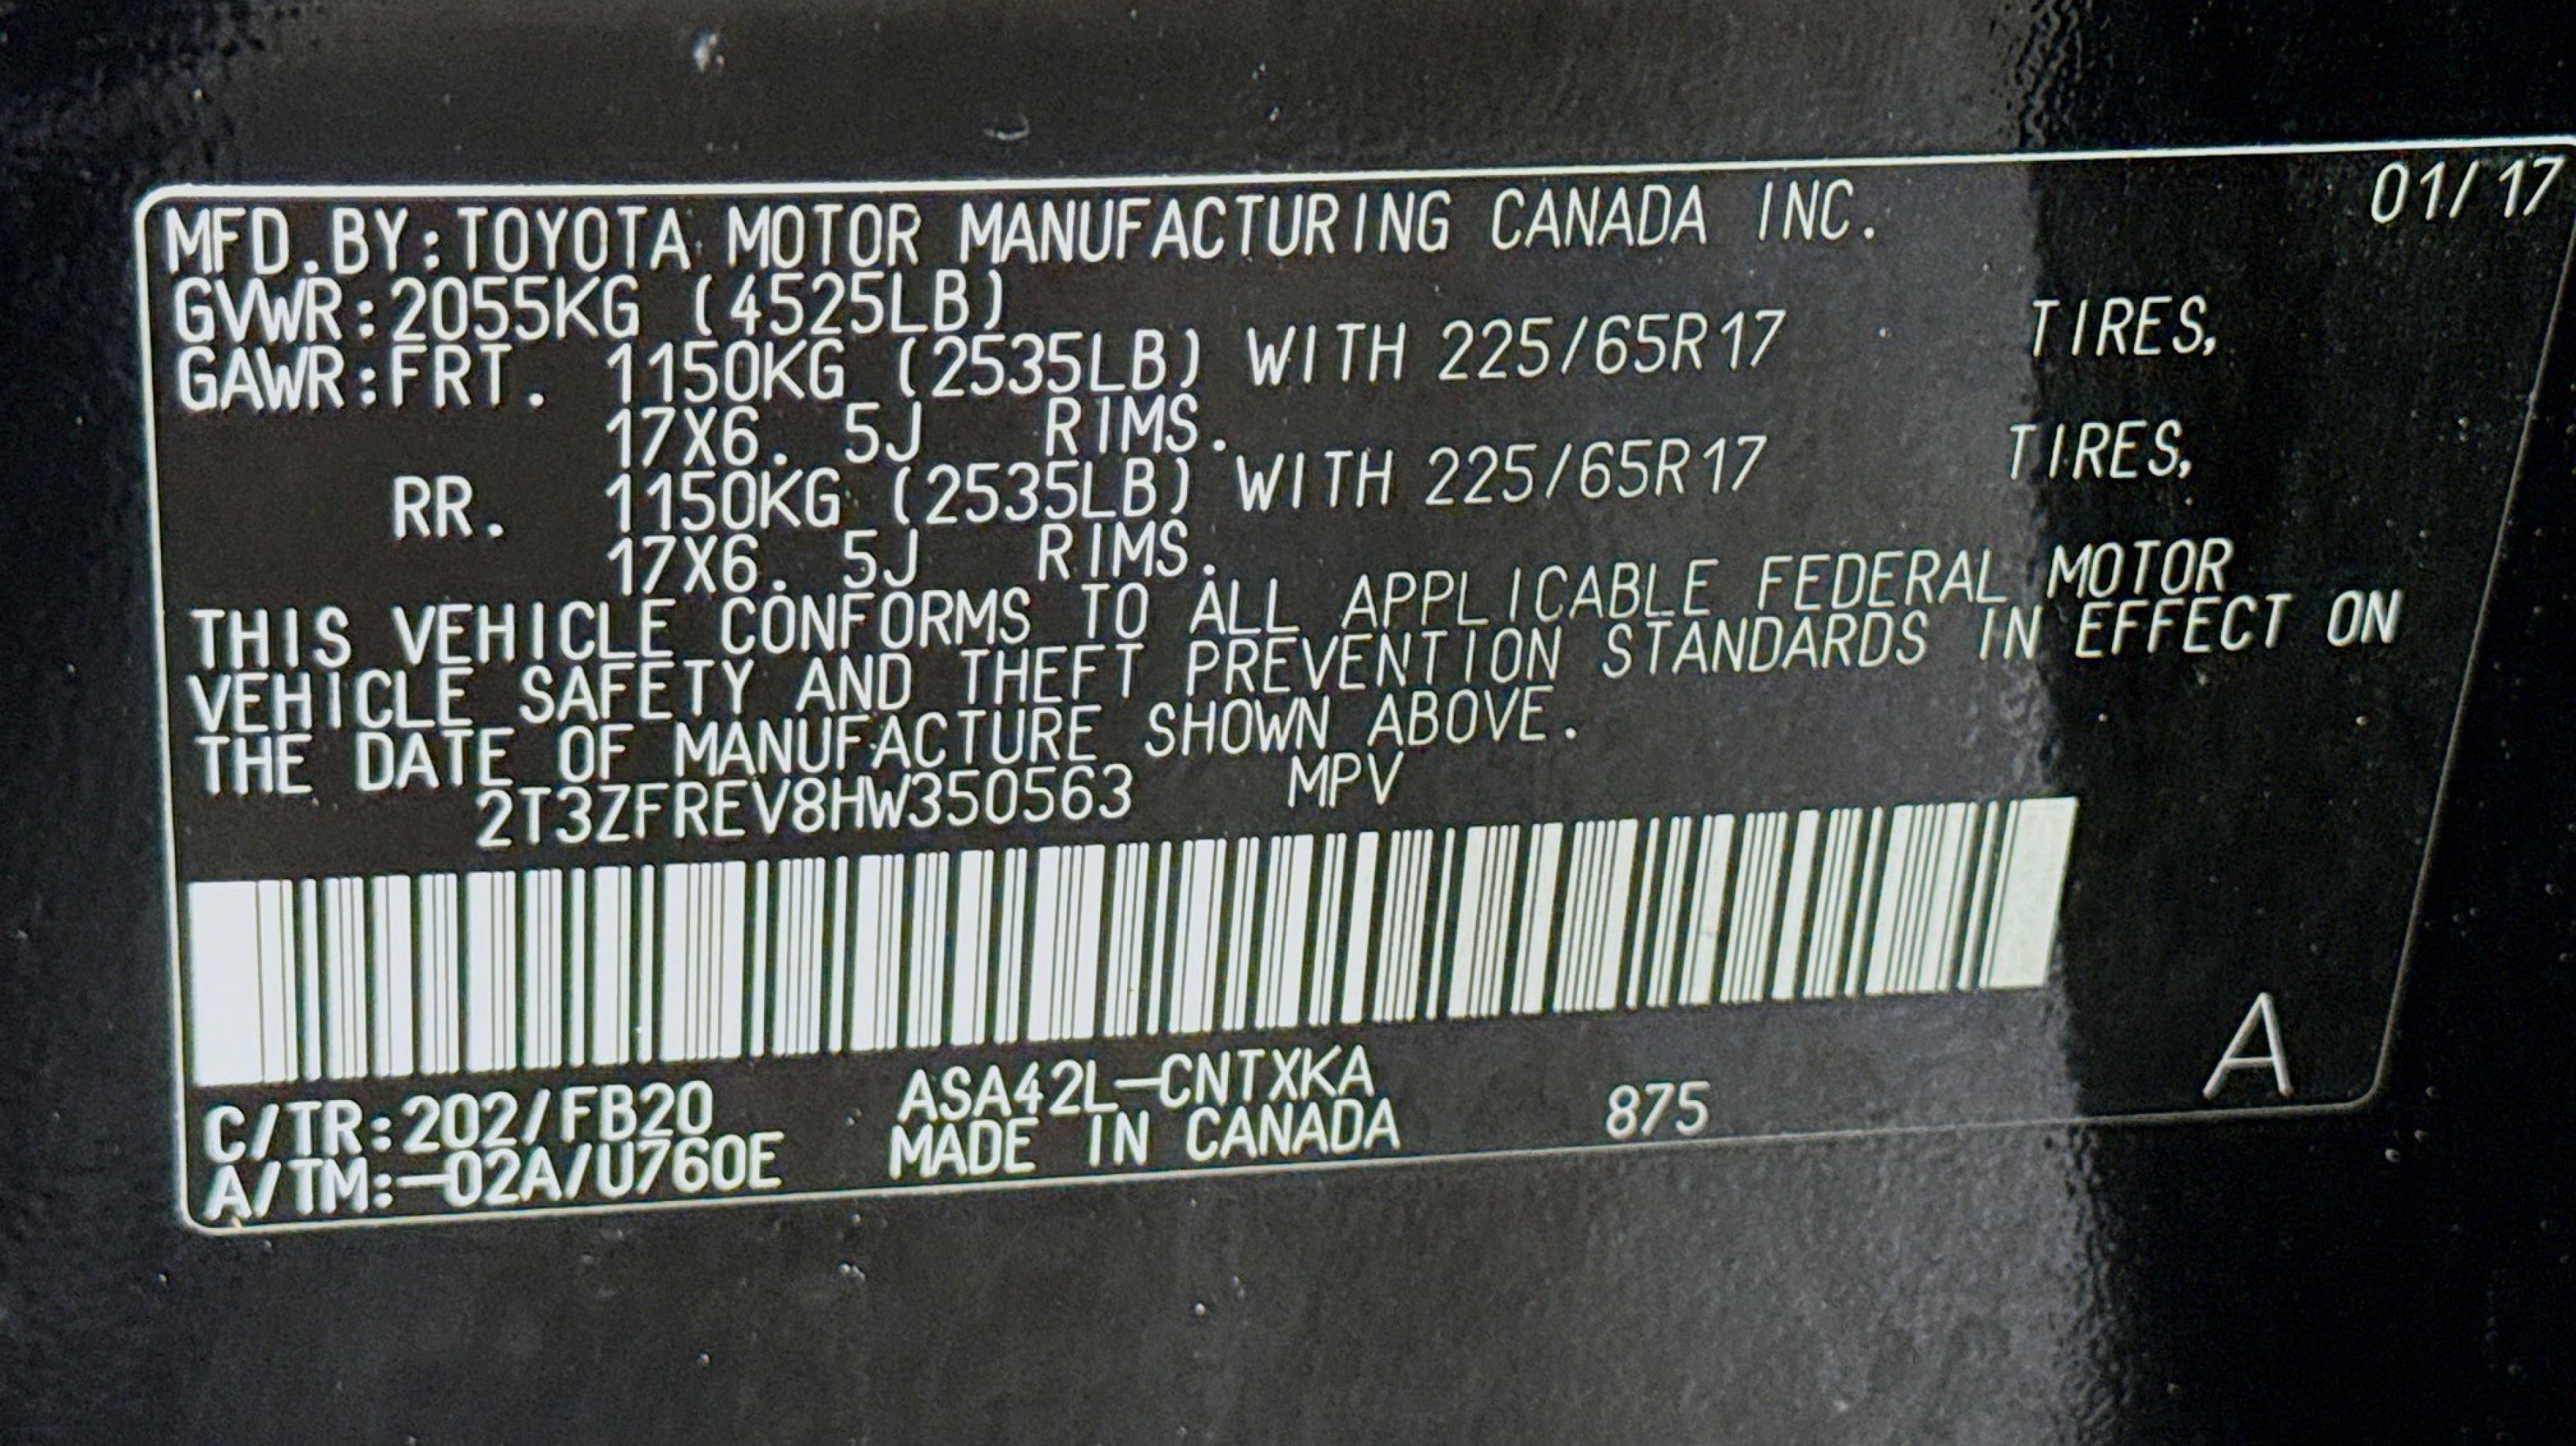 01/17
MFD.BY:TOYOTA MOTOR MANUFACTURING CANADA INC.
GVWR:2055KG (4525LB)
GAWR:FRT. 1150KG (2535LB) WITH 225/65R17 TIRES,
17X6. 5J RIMS.
RR. 1150KG (2535LB) WITH 225/65R17 TIRES,
17X6. 5J RIMS.
THIS VEHICLE CONFORMS TO ALL APPLICABLE FEDERAL MOTOR
VEHICLE SAFETY AND THEFT PREVENTION STANDARDS IN EFFECT ON
THE DATE OF MANUFACTURE SHOWN ABOVE.
2T3ZFREV8HW350563 MPV
C/TR:202/FB20 ASA42L-CNTXKA
A/TM:-02A/U760E MADE IN CANADA 875
A